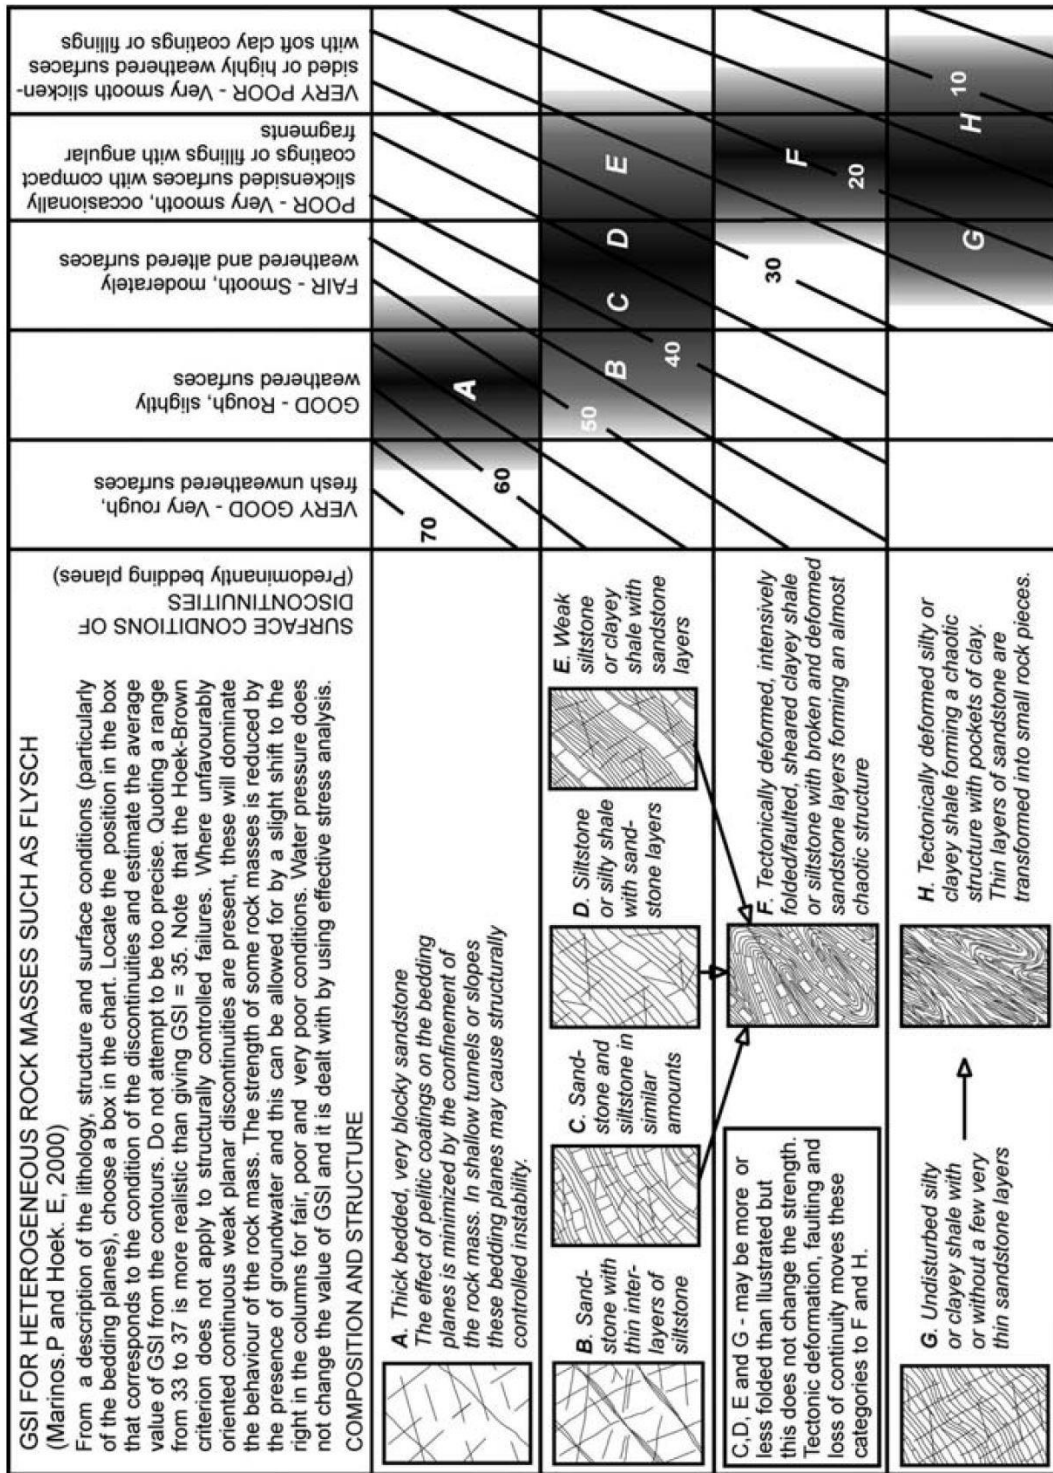 GSI FOR HETEROGENEOUS ROCK MASSES SUCH AS FLYSCH
(Marinos.P and Hoek. E, 2000)
From a description of the lithology, structure and surface conditions (particularly
of the bedding planes), choose a box in the chart. Locate the position in the box
that corresponds to the condition of the discontinuities and estimate the average
value of GSI from the contours. Do not attempt to be too precise. Quoting a range
from 33 to 37 is more realistic than giving GSI = 35. Note that the Hoek-Brown
criterion does not apply to structurally controlled failures. Where unfavourably
oriented continuous weak planar discontinuities are present, these will dominate
the behaviour of the rock mass. The strength of some rock masses is reduced by
the presence of groundwater and this can be allowed for by a slight shift to the
right in the columns for fair, poor and very poor conditions. Water pressure does
not change the value of GSI and it is dealt with by using effective stress analysis.
COMPOSITION AND STRUCTURE
SURFACE CONDITIONS OF
DISCONTINUITIES
(Predominantly bedding planes)
VERY GOOD - Very rough,
fresh unweathered surfaces
GOOD - Rough, slightly
weathered surfaces
FAIR - Smooth, moderately
weathered and altered surfaces
POOR - Very smooth, occasionally
slickensided surfaces with compact
coatings or fillings with angular
fragments
VERY POOR - Very smooth slicken-
sided or highly weathered surfaces
with soft clay coatings or fillings
A. Thick bedded, very blocky sandstone
The effect of pelitic coatings on the bedding
planes is minimized by the confinement of
the rock mass. In shallow tunnels or slopes
these bedding planes may cause structurally
controlled instability.
70
60
A
B. Sand-
stone with
thin inter-
layers of
siltstone
C. Sand-
stone and
siltstone in
similar
amounts
D. Siltstone
or silty shale
with sand-
stone layers
E. Weak
siltstone
or clayey
shale with
sandstone
layers
50
B
40
C
D
E
C,D, E and G - may be more or
less folded than llustrated but
this does not change the strength.
Tectonic deformation, faulting and
loss of continuity moves these
categories to F and H.
F. Tectonically deformed, intensively
folded/faulted, sheared clayey shale
or siltstone with broken and deformed
sandstone layers forming an almost
chaotic structure
30
F
20
G. Undisturbed silty
or clayey shale with
or without a few very
thin sandstone layers
H. Tectonically deformed silty or
clayey shale forming a chaotic
structure with pockets of clay.
Thin layers of sandstone are
transformed into small rock pieces.
G
H
10